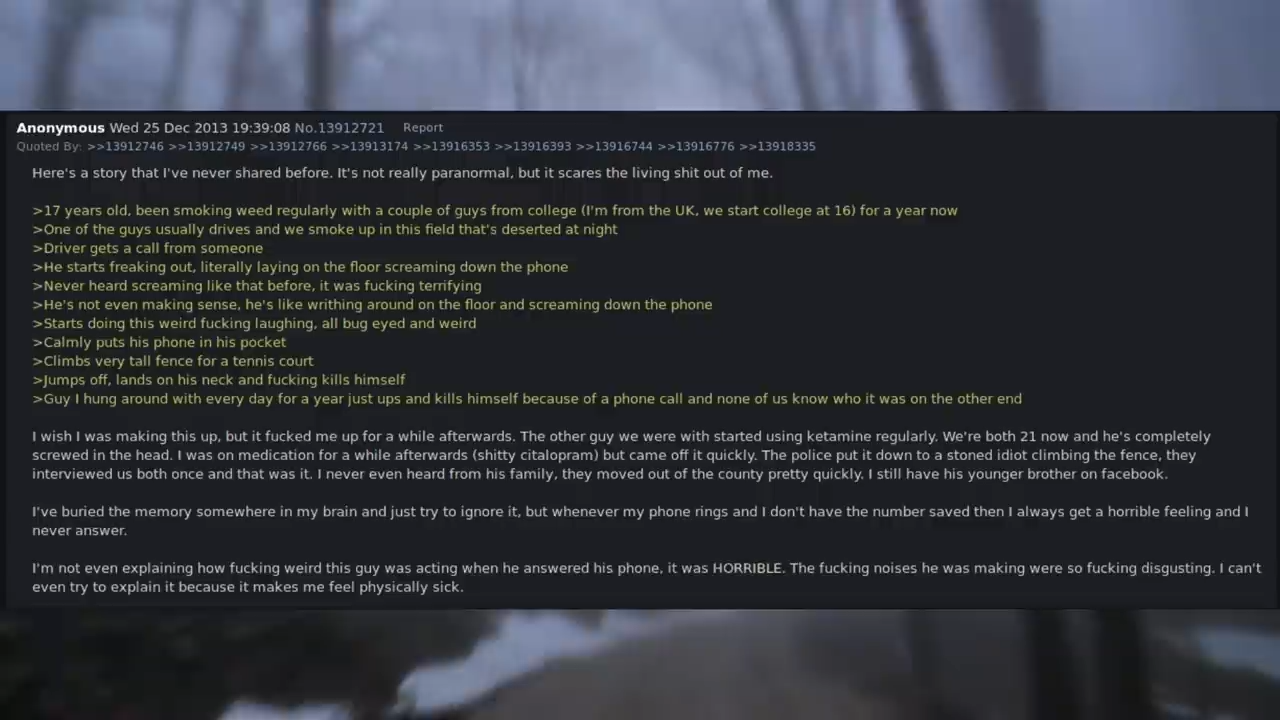 Anonymous Wed 25 Dec 2013 19:39:08 No.13912721 Report
Quoted By: >>13912746 >>13912749 >>13912766 >>13913174 >>13916353 >>13916393 >>13916744 >>13916776 >>13918335
Here's a story that I've never shared before. It's not really paranormal, but it scares the living shit out of me.
>17 years old, been smoking weed regularly with a couple of guys from college (I'm from the UK, we start college at 16) for a year now
>One of the guys usually drives and we smoke up in this field that's deserted at night
>Driver gets a call from someone
>He starts freaking out, literally laying on the floor screaming down the phone
>Never heard screaming like that before, it was fucking terrifying
>He's not even making sense, he's like writhing around on the floor and screaming down the phone
>Starts doing this weird fucking laughing, all bug eyed and weird
>Calmly puts his phone in his pocket
>Climbs very tall fence for a tennis court
>Jumps off, lands on his neck and fucking kills himself
>Guy I hung around with every day for a year just ups and kills himself because of a phone call and none of us know who it was on the other end
I wish I was making this up, but it fucked me up for a while afterwards. The other guy we were with started using ketamine regularly. We're both 21 now and he's completely
screwed in the head. I was on medication for a while afterwards (shitty citalopram) but came off it quickly. The police put it down to a stoned idiot climbing the fence, they
interviewed us both once and that was it. I never even heard from his family, they moved out of the county pretty quickly. I still have his younger brother on facebook.
I've buried the memory somewhere in my brain and just try to ignore it, but whenever my phone rings and I don't have the number saved then I always get a horrible feeling and I
never answer.
I'm not even explaining how fucking weird this guy was acting when he answered his phone, it was HORRIBLE. The fucking noises he was making were so fucking disgusting. I can't
even try to explain it because it makes me feel physically sick.